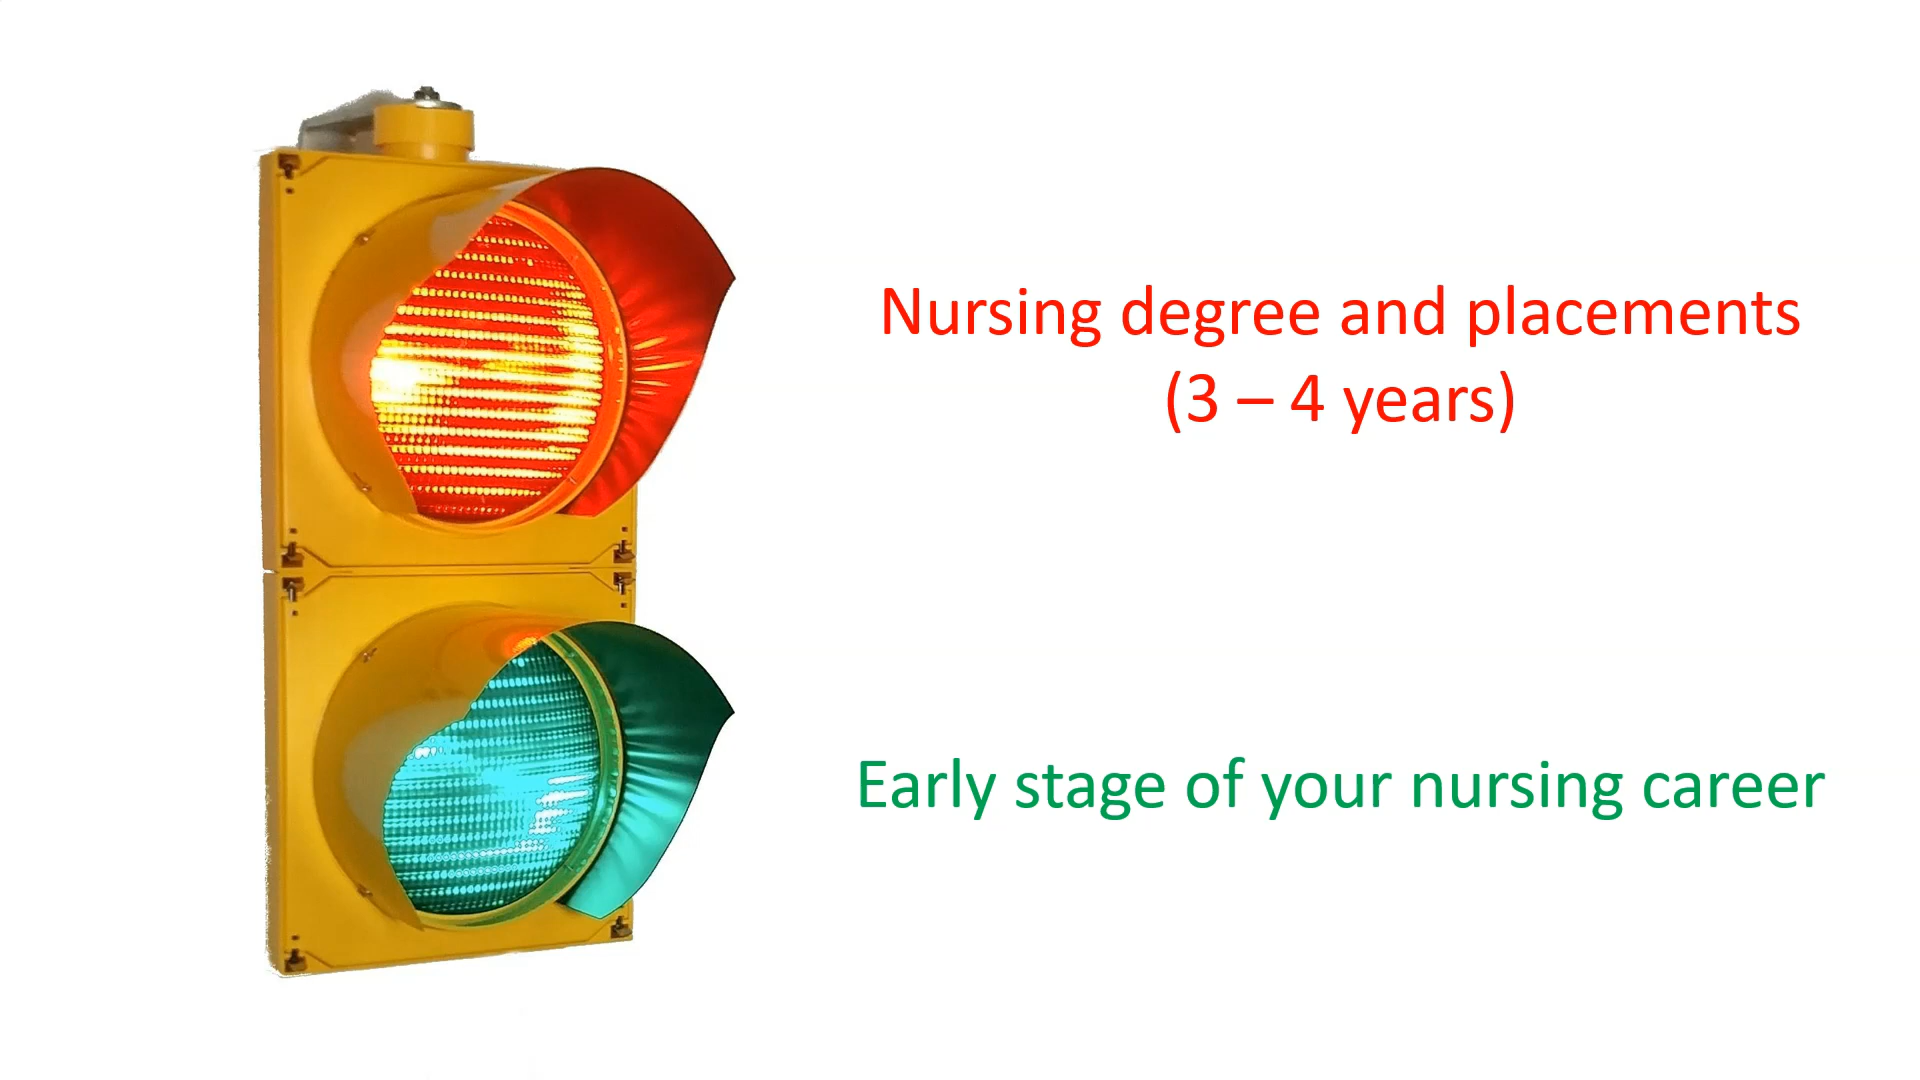 Nursing degree and placements
(3 – 4 years)
Early stage of your nursing career